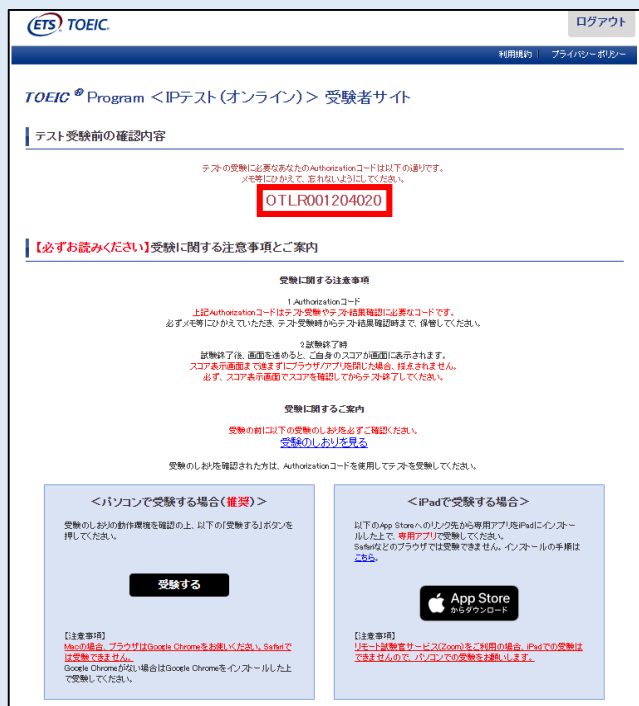 ETS TOEIC.
ログアウト
利用規約 | プライバシーポリシー
TOEIC ® Program ＜IPテスト（オンライン）＞ 受験者サイト
テスト受験前の確認内容
テストの受験に必要なあなたのAuthorizationコードは以下の通りです。
メモ等にひかえて、忘れないようにしてください。
OTLR001204020
【必ずお読みください】受験に関する注意事項とご案内
受験に関する注意事項
1.Authorizationコード
上記Authorizationコードはテスト受験やテスト結果確認に必要なコードです。
必ずメモ等にひかえていただき、テスト受験時からテスト結果確認時まで、保管してください。
2.試験終了時
試験終了後、画面を進めると、ご自身のスコアが画面に表示されます。
スコア表示画面まで進まずにブラウザ/アプリを閉じた場合、採点されません。
必ず、スコア表示画面でスコアを確認してからテスト終了してください。
受験に関するご案内
受験の前に以下の受験のしおりを必ずご確認ください。
受験のしおりを見る
受験のしおりを確認された方は、Authorizationコードを使用してテストを受験してください。
＜パソコンで受験する場合（推奨）＞
受験のしおりの動作環境を確認の上、以下の「受験する」ボタンを
押してください。
受験する
【注意事項】
Macの場合、ブラウザはGoogle Chromeをお使いください。Safariで
は受験できません。
Google Chromeがない場合はGoogle Chromeをインストールした上
で受験してください。
＜iPadで受験する場合＞
以下のApp Storeへのリンク先から専用アプリをiPadにインストー
ルした上で、専用アプリで受験してください。
Safariなどのブラウザでは受験できません。インストールの手順は
こちら。
App Store
からダウンロード
【注意事項】
リモート試験官サービス(Zoom)をご利用の場合、iPadでの受験は
できませんので、パソコンでの受験をお願いします。